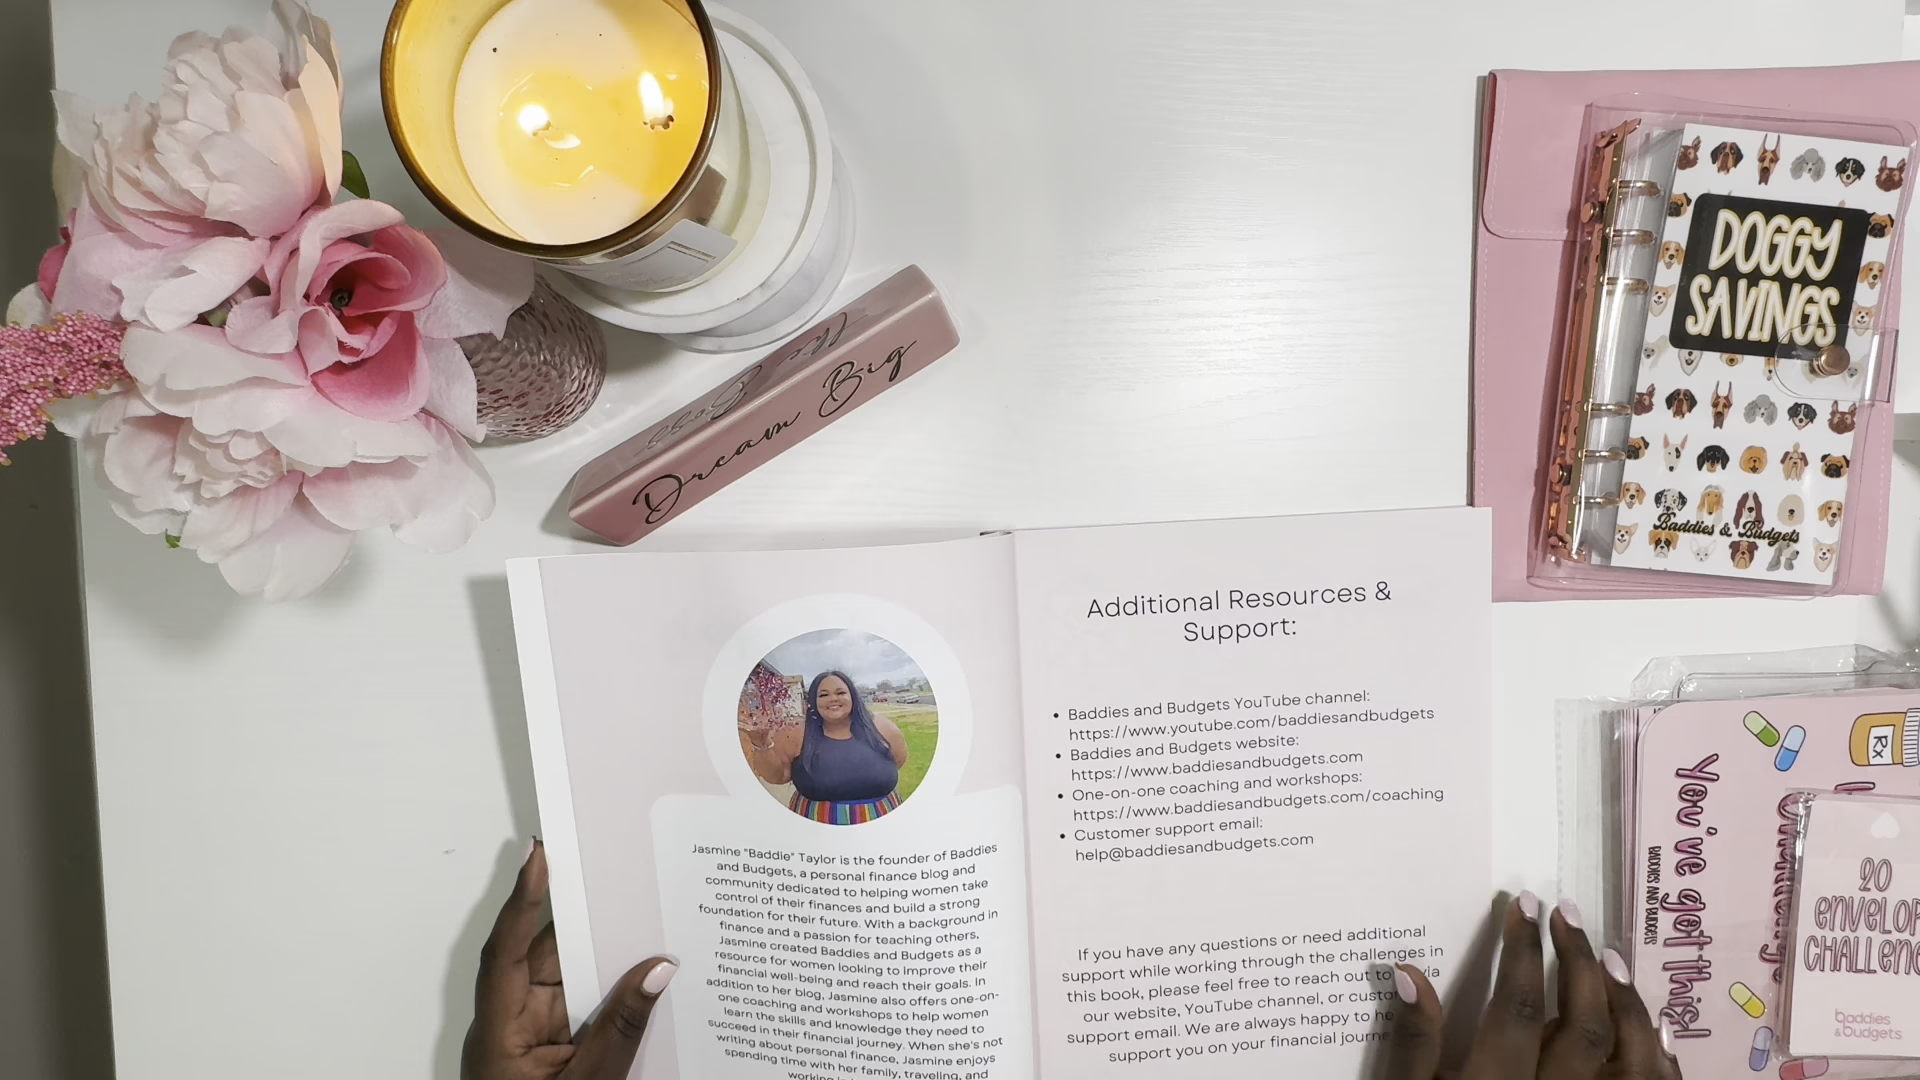 Dream Big
Boss
DOGGY
SAVINGS
Baddies & Budgets
Additional Resources &
Support:
• Baddies and Budgets YouTube channel:
https://www.youtube.com/baddiesandbudgets
• Baddies and Budgets website:
https://www.baddiesandbudgets.com
• One-on-one coaching and workshops:
https://www.baddiesandbudgets.com/coaching
• Customer support email:
help@baddiesandbudgets.com
If you have any questions or need additional
support while working through the challenges in
this book, please feel free to reach out to via
our website, YouTube channel, or
support email. We are always happy to
support you on your financial
Jasmine "Baddie" Taylor is the founder of Baddies
and Budgets, a personal finance blog and
community dedicated to helping women take
control of their finances and build a strong
foundation for their future. With a background in
finance and a passion for teaching others,
Jasmine created Baddies and Budgets as a
resource for women looking to improve their
financial well-being and reach their goals. In
addition to her blog, Jasmine also offers one-on-
one coaching and workshops to help women
learn the skills and knowledge they need to
succeed in their financial journey. When she's not
writing about personal finance, Jasmine enjoys
spending time with her family, traveling, and
Rx
You've got this!
BADDIES AND BUDGETS
20
CHALLENG
baddies
& budgets